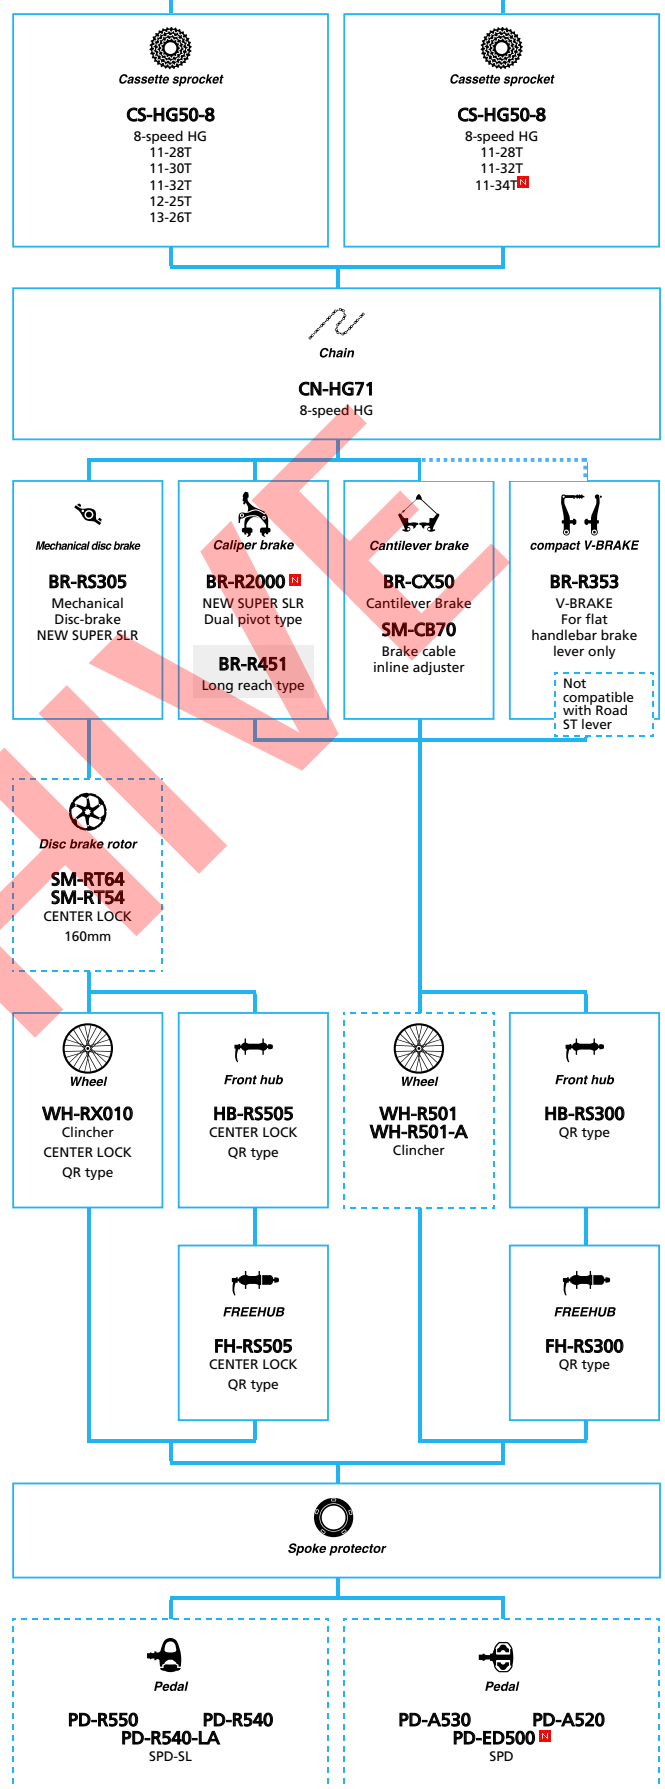 Cassette sprocket
CS-HG50-8
8-speed HG
11-28T
11-30T
11-32T
12-25T
13-26T
Cassette sprocket
CS-HG50-8
8-speed HG
11-28T
11-32T
11-34T N
Chain
CN-HG71
8-speed HG
Mechanical disc brake
BR-RS305
Mechanical
Disc-brake
NEW SUPER SLR
Caliper brake
BR-R2000 N
NEW SUPER SLR
Dual pivot type
BR-R451
Long reach type
Cantilever brake
BR-CX50
Cantilever Brake
SM-CB70
Brake cable
inline adjuster
compact V-BRAKE
BR-R353
V-BRAKE
For flat
handlebar brake
lever only
Not
compatible
with Road
ST lever
Disc brake rotor
SM-RT64
SM-RT54
CENTER LOCK
160mm
Wheel
WH-RX010
Clincher
CENTER LOCK
QR type
Front hub
HB-RS505
CENTER LOCK
QR type
Wheel
WH-R501
WH-R501-A
Clincher
Front hub
HB-RS300
QR type
FREEHUB
FH-RS505
CENTER LOCK
QR type
FREEHUB
FH-RS300
QR type
Spoke protector
Pedal
PD-R550 PD-R540
PD-R540-LA
SPD-SL
Pedal
PD-A530 PD-A520
PD-ED500 N
SPD
HIVE